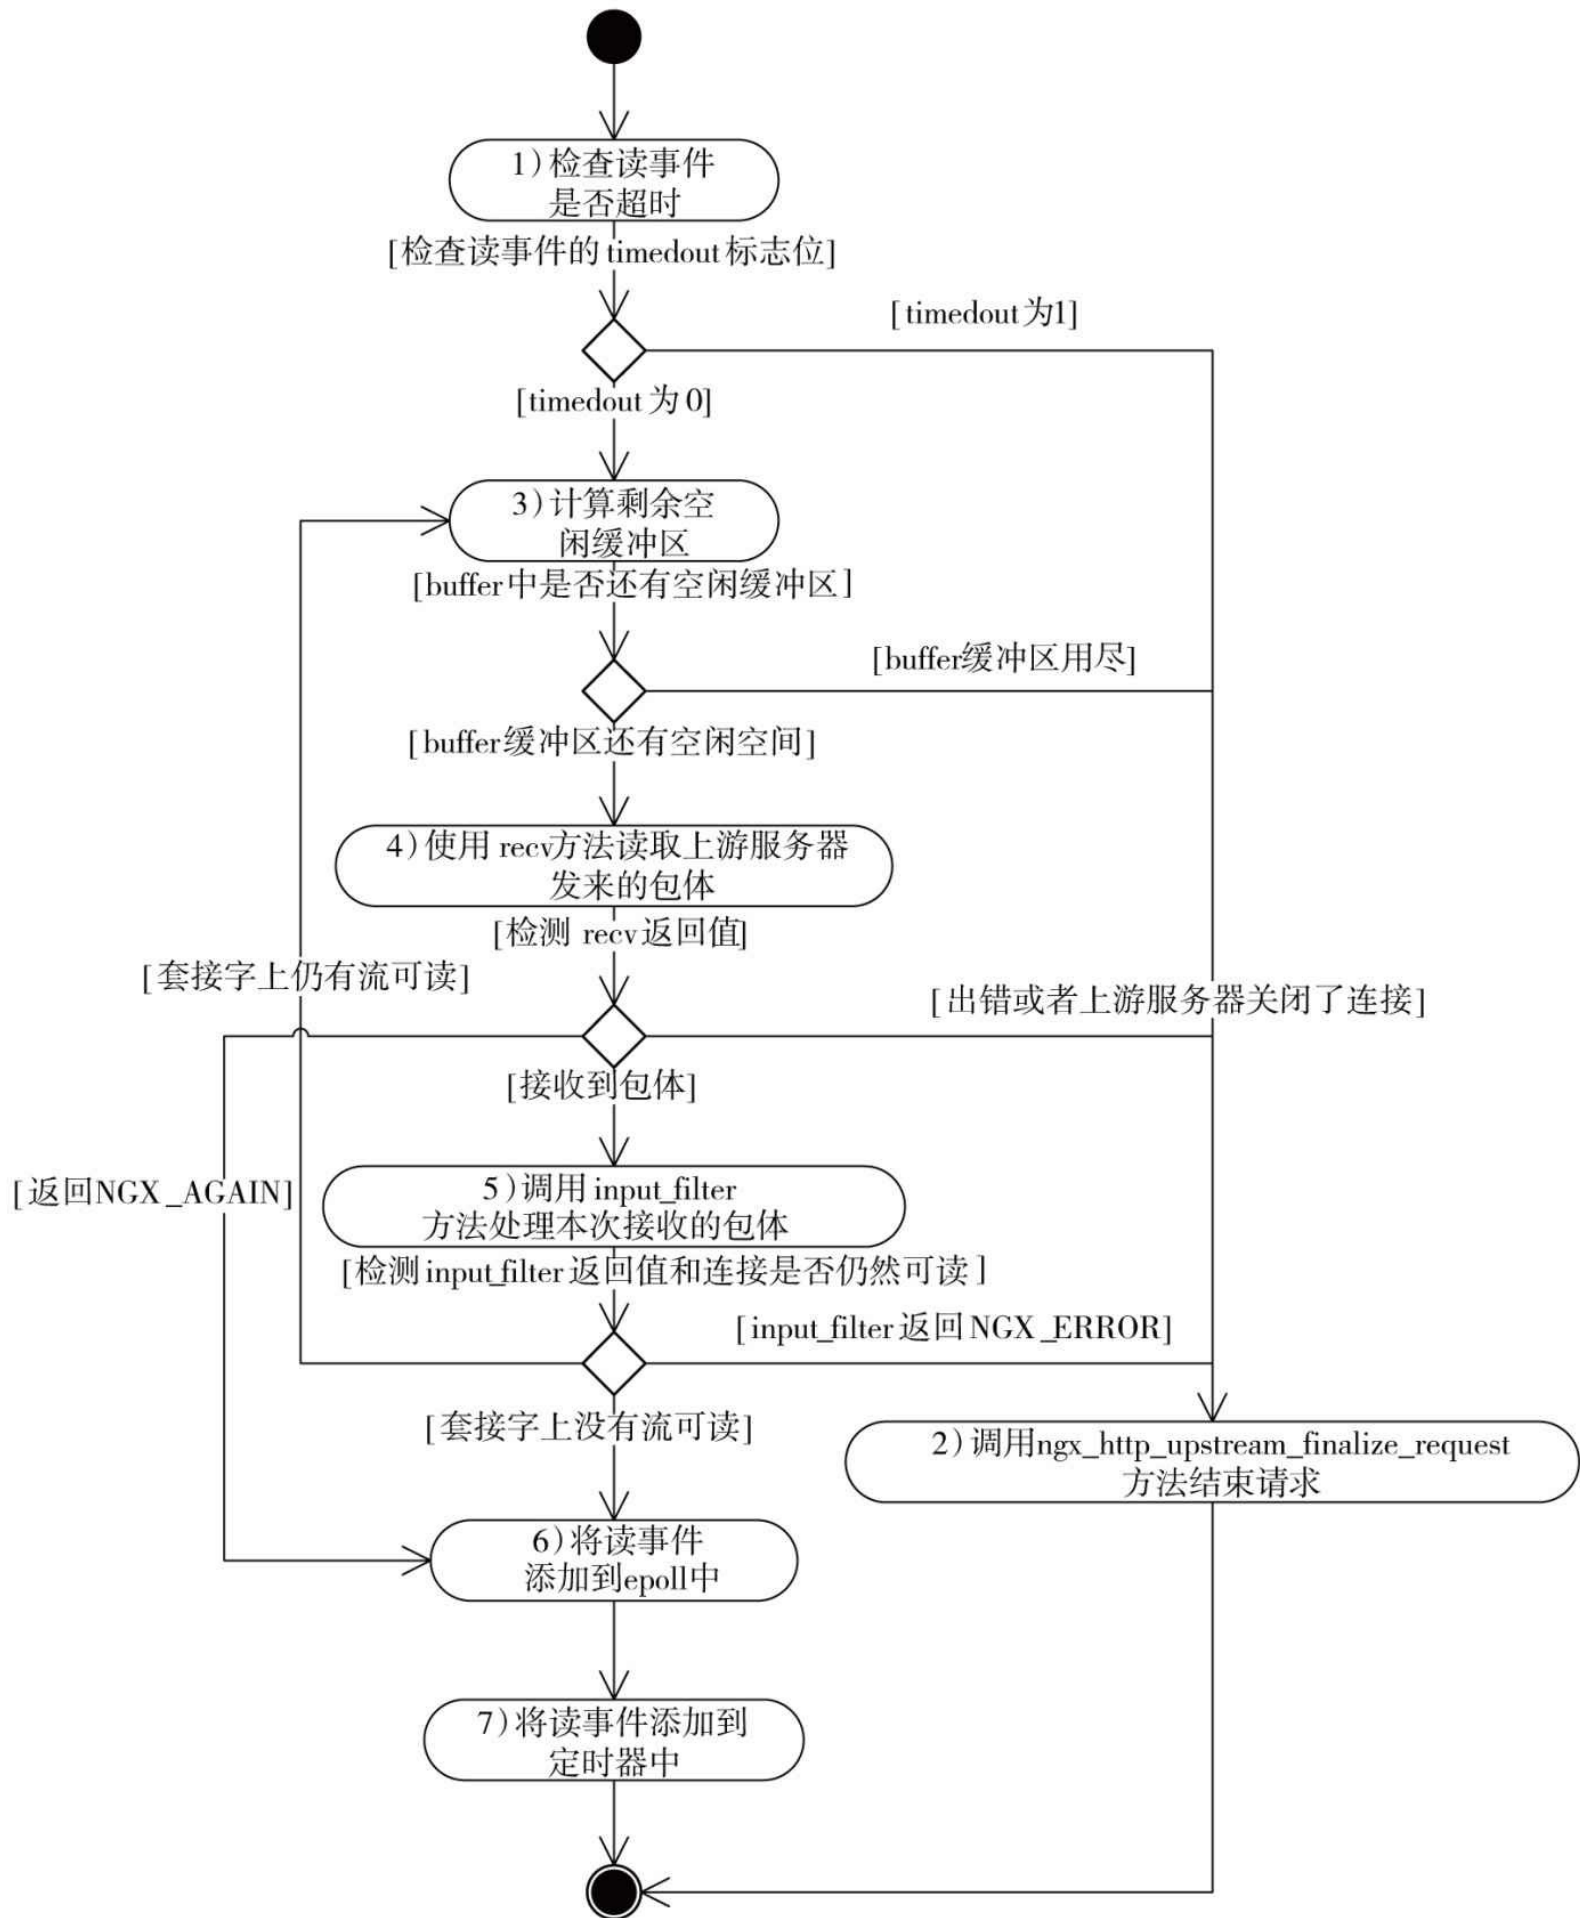 1)检查读事件
是否超时
[检查读事件的timedout标志位]
[timedout为1]
[timedout为0]
3)计算剩余空
闲缓冲区
[buffer中是否还有空闲缓冲区]
[buffer缓冲区用尽]
[buffer缓冲区还有空闲空间]
4)使用recv方法读取上游服务器
发来的包体
[检测 recv返回值]
[套接字上仍有流可读]
[出错或者上游服务器关闭了连接]
[接收到包体]
[返回NGX_AGAIN]
5)调用input_filter
方法处理本次接收的包体
[检测input_filter返回值和连接是否仍然可读]
[input_filter返回NGX_ERROR]
[套接字上没有流可读]
2)调用ngx_http_upstream_finalize_request
方法结束请求
6)将读事件
添加到epoll中
7)将读事件添加到
定时器中